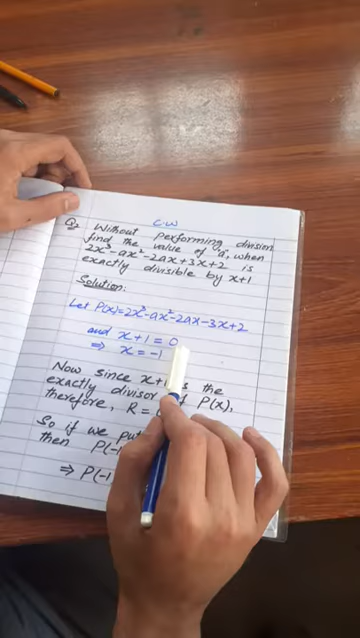 C.W
Q: Without performing division
find the value of "a", when
2x³-ax²-2ax+3x+2 is
exactly divisible by x+1
Solution:
Let P(x)=2x³-ax²-2ax-3x+2
and x+1=0
⇒ x=-1
Now since x+1 is the
exactly divisor of P(x),
therefore, R=
So if we put
then P(-1
⇒ P(-1